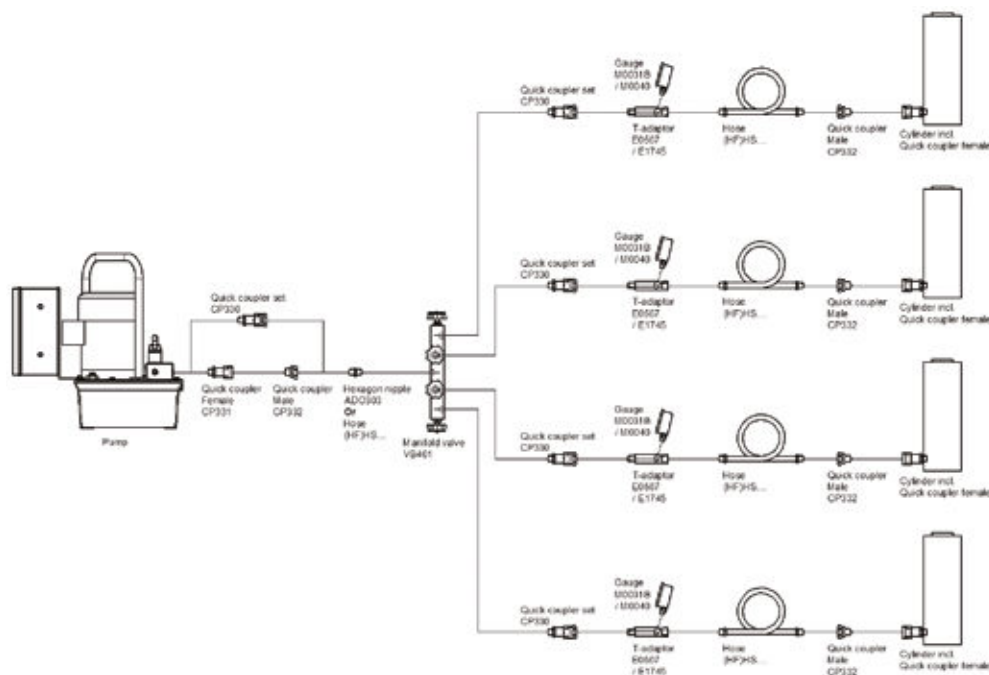 Gauge
M0031B
/ M0040
Quick coupler set
CP330
T-adaptor
E0567
/ E1745
Hose
(HF)HS...
Quick coupler
Male
CP332
Cylinder incl.
Quick coupler female
Gauge
M0031B
/ M0040
Quick coupler set
CP330
T-adaptor
E0567
/ E1745
Hose
(HF)HS...
Quick coupler
Male
CP332
Cylinder incl.
Quick coupler female
Quick coupler set
CP330
Quick coupler
Female
CP331
Quick coupler
Male
CP332
Hexagon nipple
Or
Hose
(HF)HS...
Pump
Manifold valve
Gauge
M0031B
/ M0040
Quick coupler set
CP330
T-adaptor
E0567
/ E1745
Hose
(HF)HS...
Quick coupler
Male
CP332
Cylinder incl.
Quick coupler female
Gauge
M0031B
/ M0040
Quick coupler set
CP330
T-adaptor
E0567
/ E1745
Hose
(HF)HS...
Quick coupler
Male
CP332
Cylinder incl.
Quick coupler female